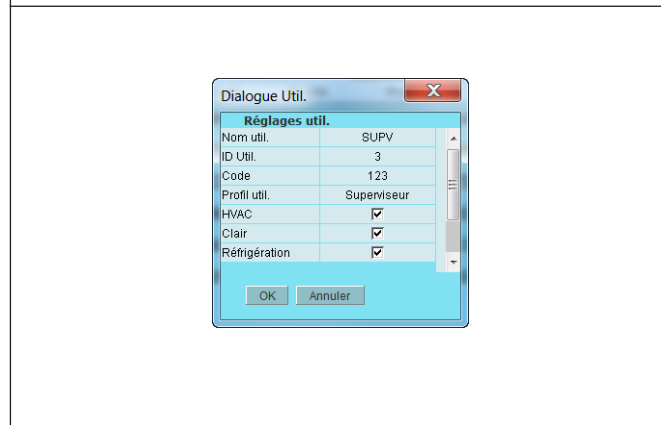 Dialogue Util.
Réglages util.
Nom util. SUPV
ID Util. 3
Code 123
Profil util. Superviseur
HVAC
Clair
Réfrigération
OK Annuler